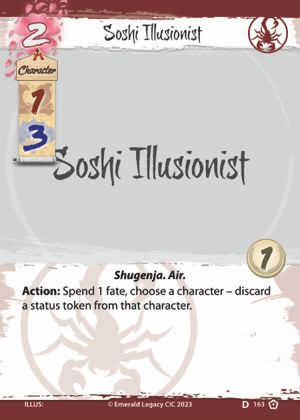 2
Soshi Illusionist
Character
1
3
Soshi Illusionist
1
Shugenja. Air.
Action: Spend 1 fate, choose a character – discard
a status token from that character.
ILLUS:
© Emerald Legacy CIC 2023
D 163